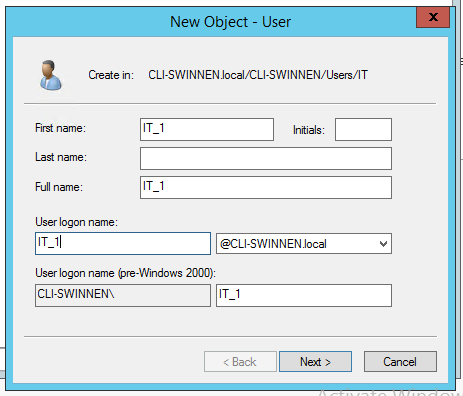 New Object - User
x
Create in: CLI-SWINNEN.local/CLI-SWINNEN/Users/IT
First name: IT_1 Initials:
Last name:
Full name: IT_1
User logon name:
IT_1 @CLI-SWINNEN.local
User logon name (pre-Windows 2000):
CLI-SWINNEN\ IT_1
< Back Next > Cancel